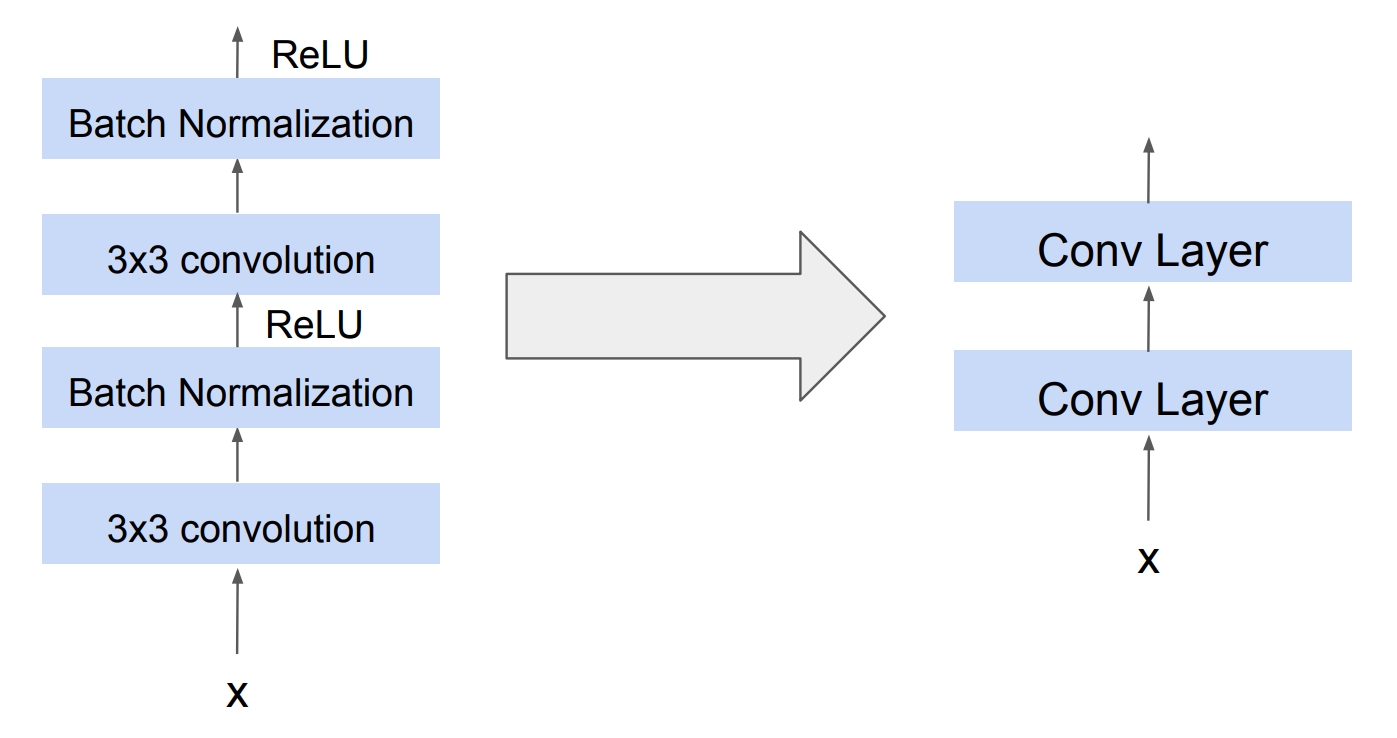 ReLU
Batch Normalization
3x3 convolution
ReLU
Batch Normalization
3x3 convolution
x
Conv Layer
Conv Layer
x